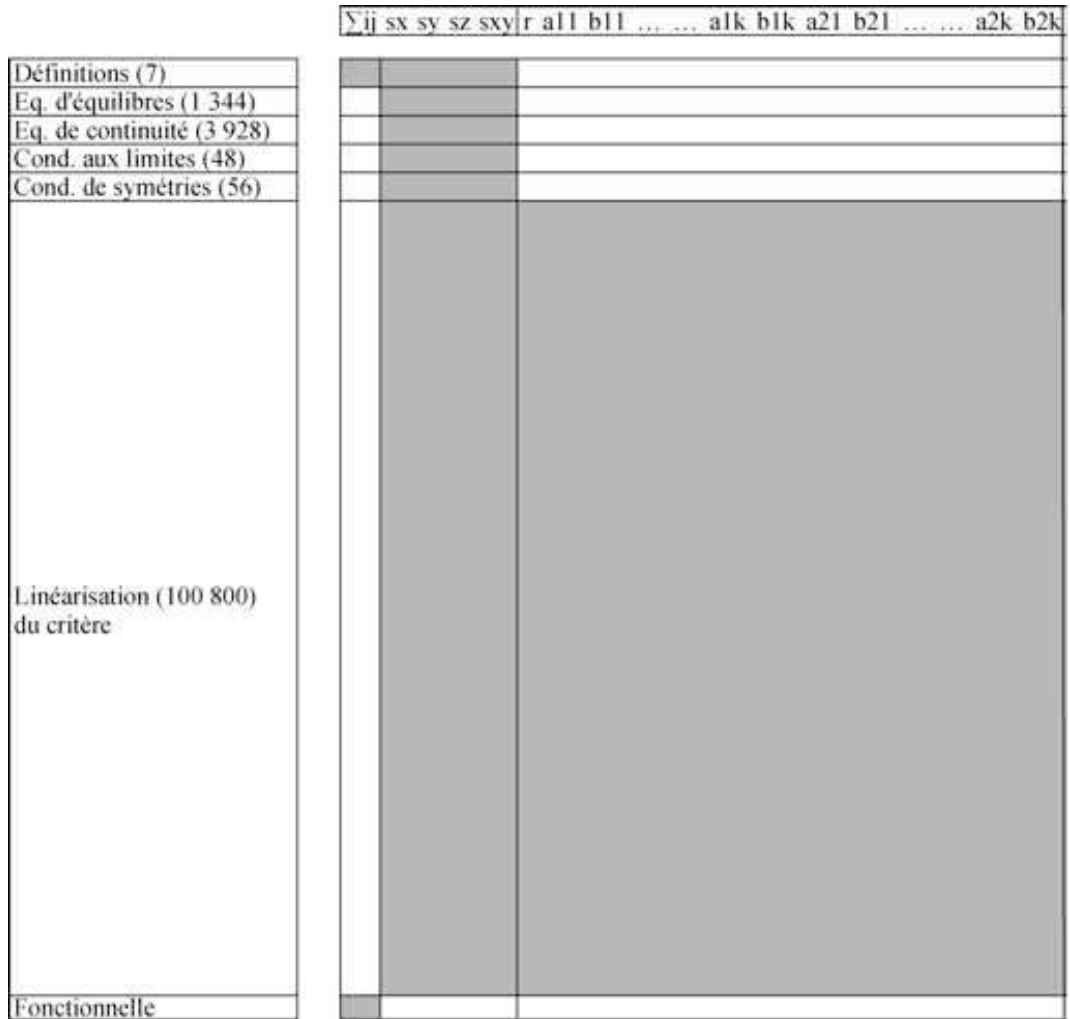 ∑ij sx sy sz sxy r a11 b11 ... ... a1k b1k a21 b21 ... ... a2k b2k
Définitions (7)
Eq. d'équilibres (1 344)
Eq. de continuité (3 928)
Cond. aux limites (48)
Cond. de symétries (56)
Linéarisation (100 800)
du critère
Fonctionnelle